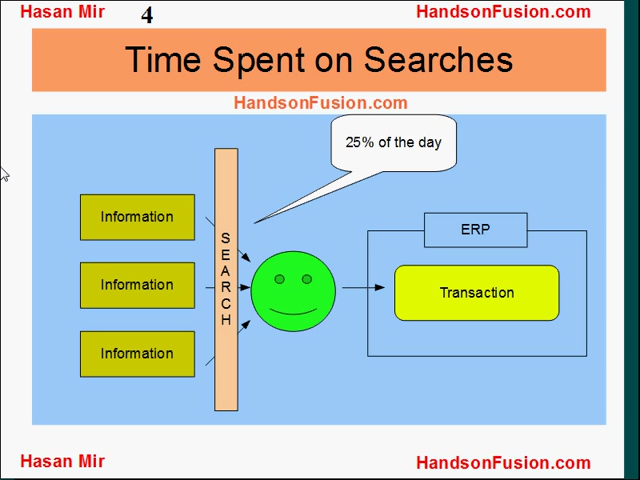 Hasan Mir
4
HandsonFusion.com
Time Spent on Searches
HandsonFusion.com
25% of the day
Information
Information
Information
SEARCH
ERP
Transaction
Hasan Mir
HandsonFusion.com